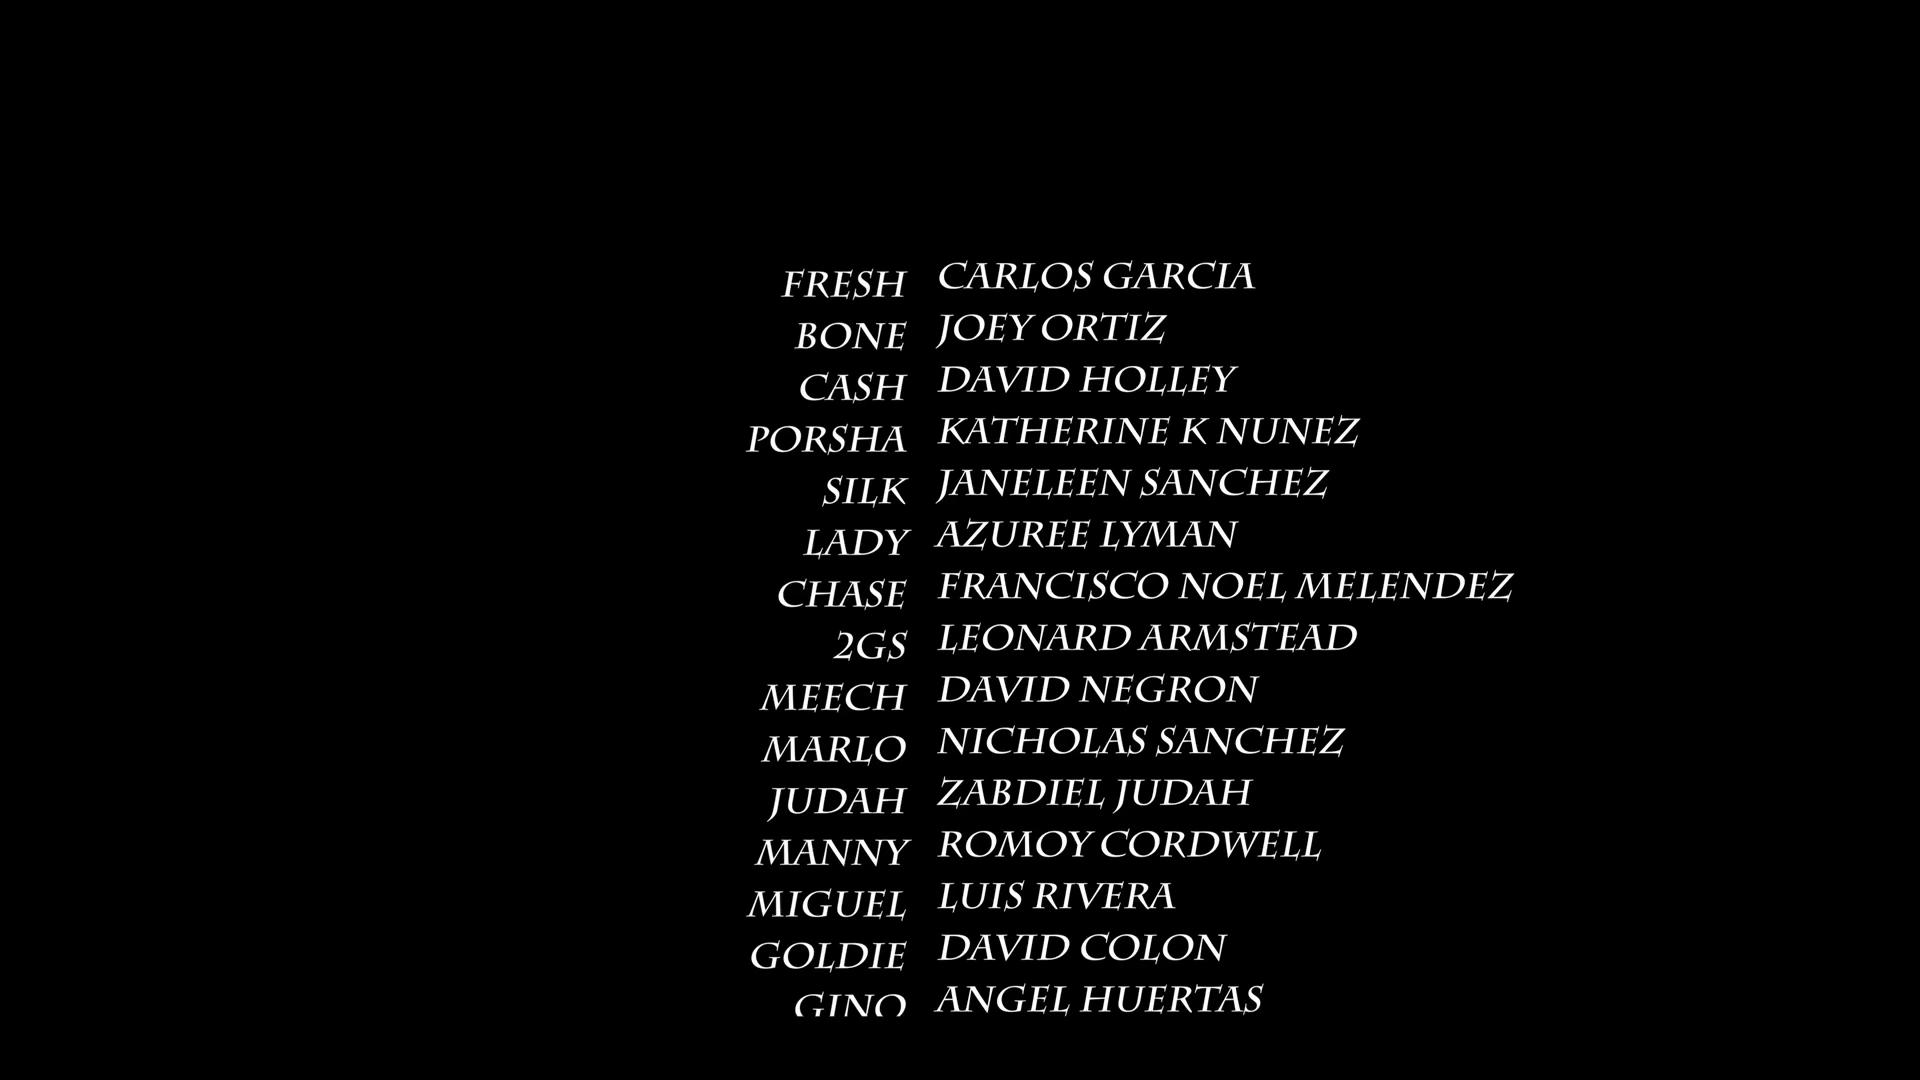 FRESH CARLOS GARCIA
BONE JOEY ORTIZ
CASH DAVID HOLLEY
PORSHA KATHERINE K NUNEZ
SILK JANELEEN SANCHEZ
LADY AZUREE LYMAN
CHASE FRANCISCO NOEL MELENDEZ
2GS LEONARD ARMSTEAD
MEECH DAVID NEGRON
MARLO NICHOLAS SANCHEZ
JUDAH ZABDIEL JUDAH
MANNY ROMOY CORDWELL
MIGUEL LUIS RIVERA
GOLDIE DAVID COLON
GINO ANGEL HUERTAS